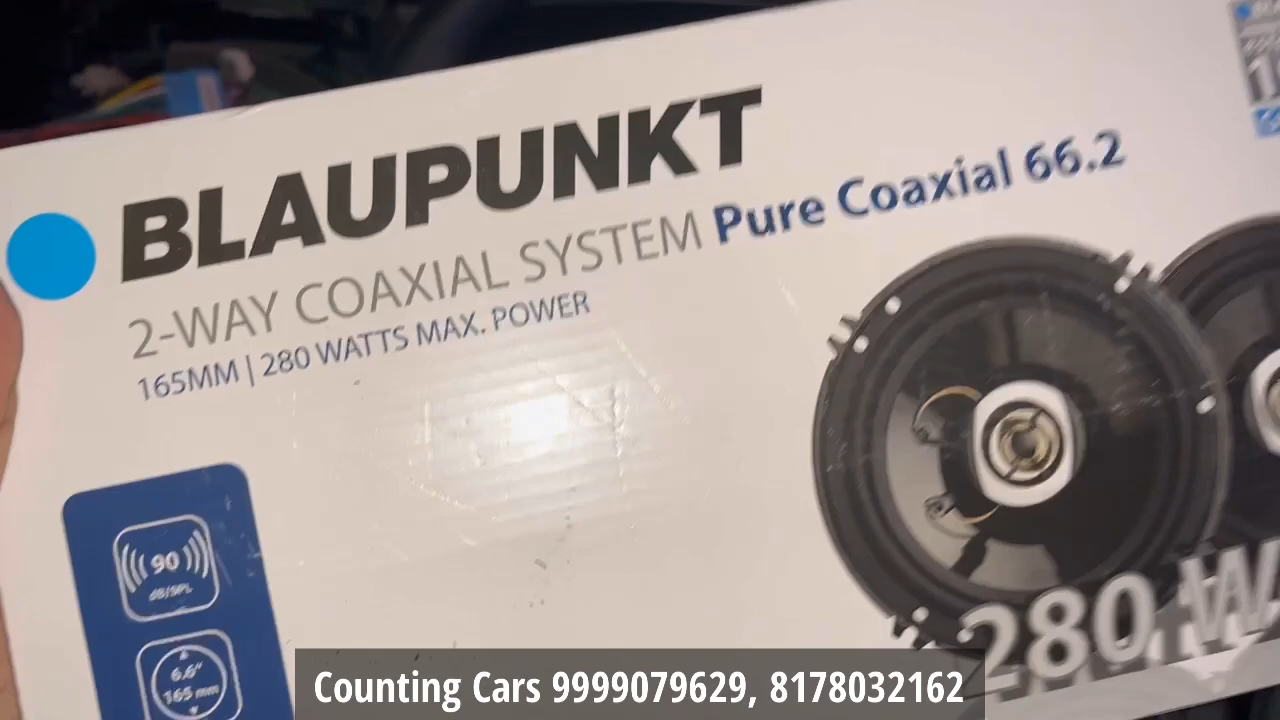 BLAUPUNKT
2-WAY COAXIAL SYSTEM Pure Coaxial 66.2
165MM | 280 WATTS MAX. POWER
90
dB/SPL
6.6"
165 mm
280
Counting Cars 9999079629, 8178032162